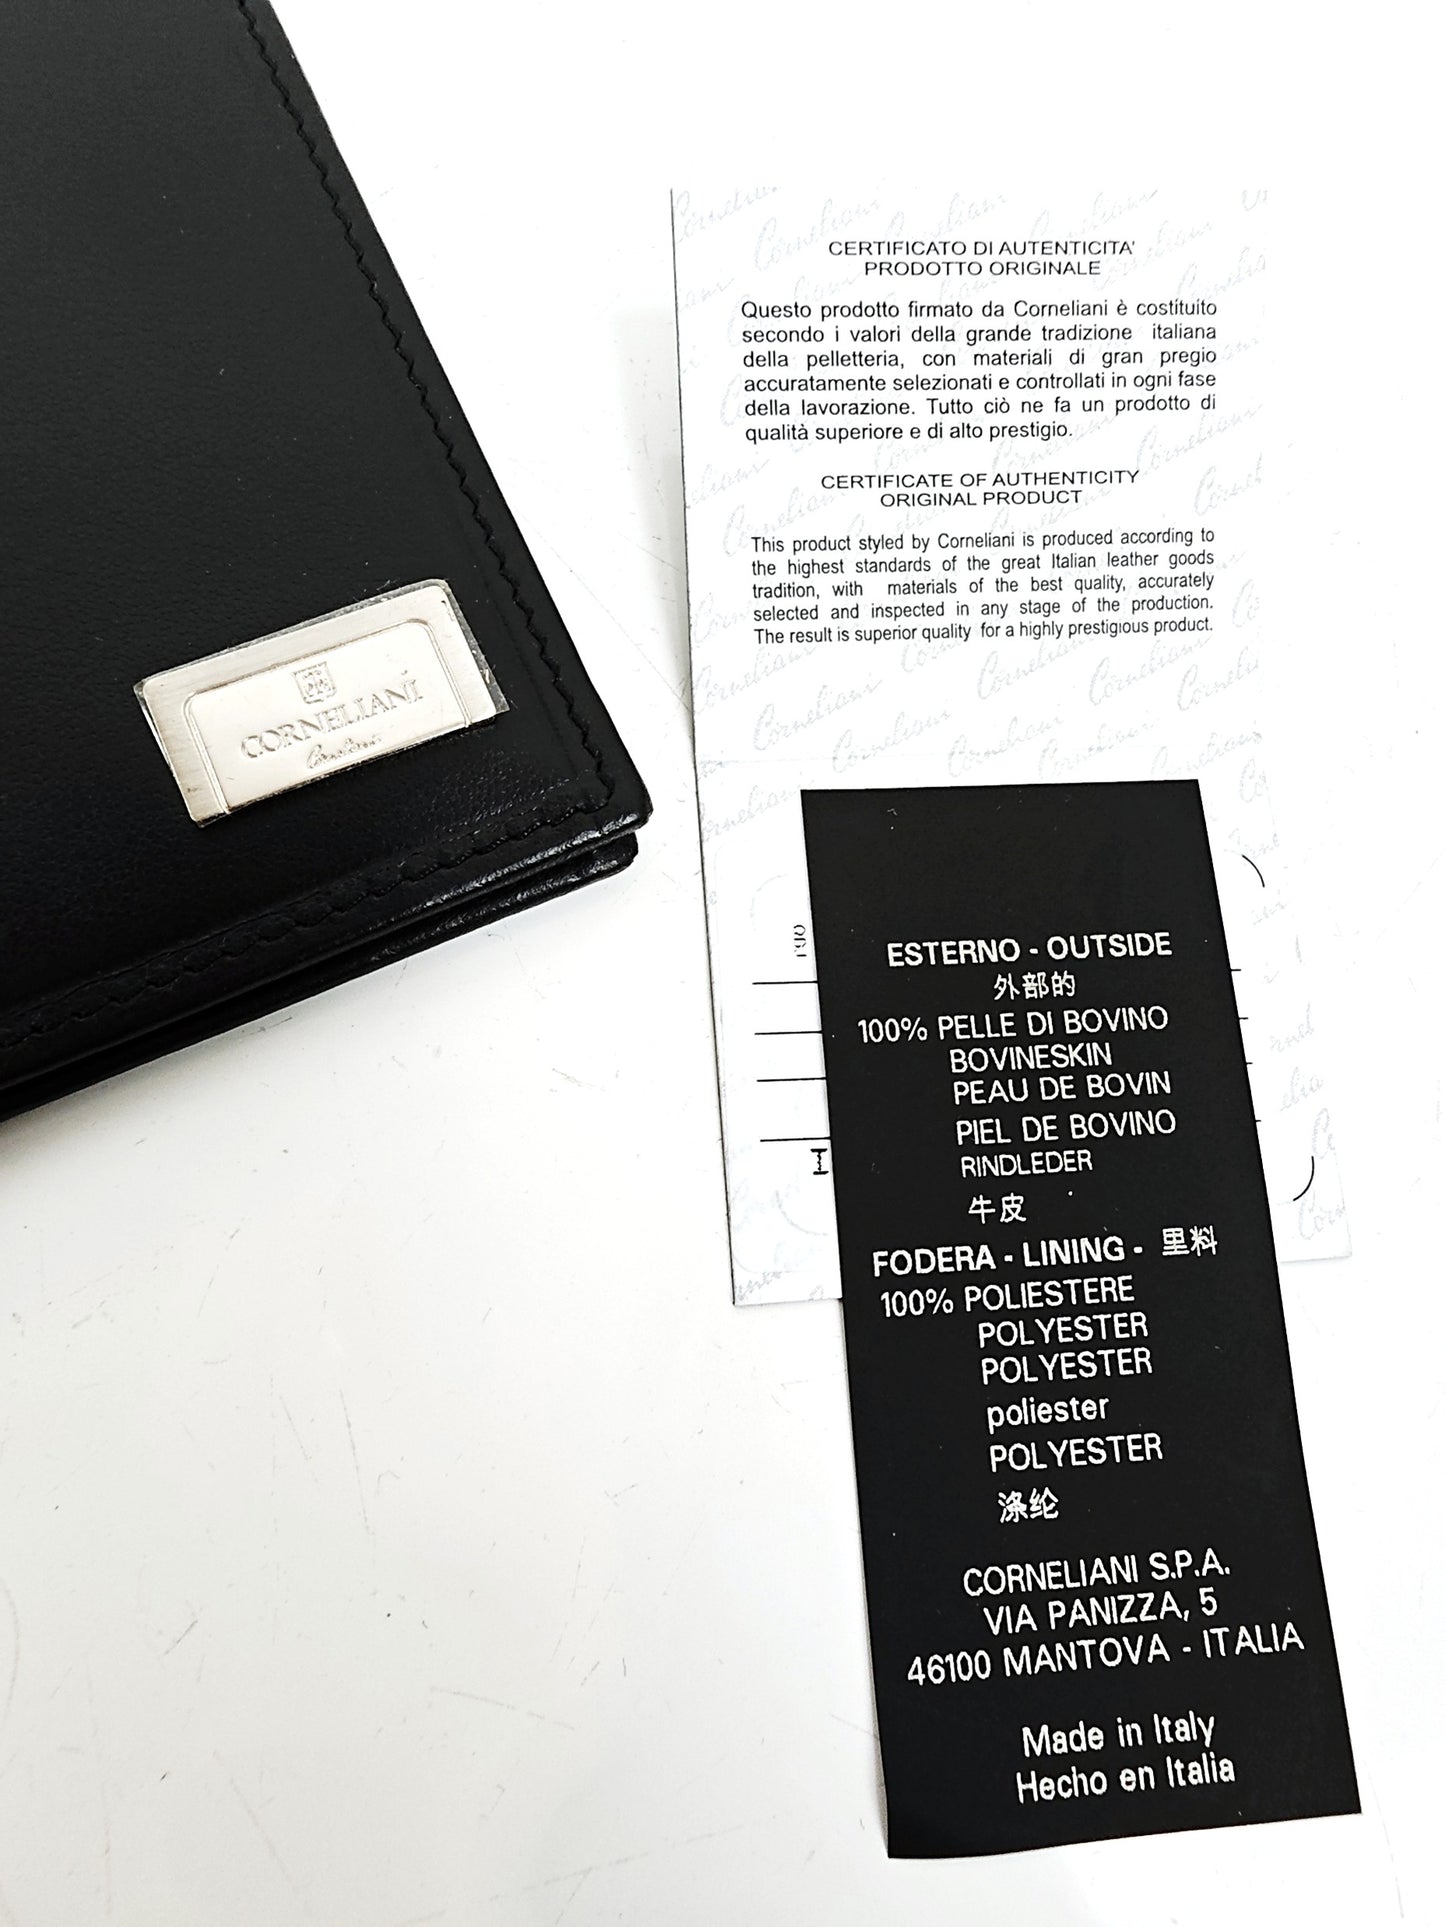 CORNELIANI
CERTIFICATO DI AUTENTICITA'
PRODOTTO ORIGINALE
Questo prodotto firmato da Corneliani è costituito
secondo i valori della grande tradizione italiana
della pelletteria, con materiali di gran pregio
accuratamente selezionati e controllati in ogni fase
della lavorazione. Tutto ciò ne fa un prodotto di
qualità superiore e di alto prestigio.
CERTIFICATE OF AUTHENTICITY
ORIGINAL PRODUCT
This product styled by Corneliani is produced according to
the highest standards of the great Italian leather goods
tradition, with materials of the best quality, accurately
selected and inspected in any stage of the production.
The result is superior quality for a highly prestigious product.
ESTERNO - OUTSIDE
外部的
100% PELLE DI BOVINO
BOVINESKIN
PEAU DE BOVIN
PIEL DE BOVINO
RINDLEDER
牛皮
FODERA - LINING - 里料
100% POLIESTERE
POLYESTER
POLYESTER
poliester
POLYESTER
涤纶
CORNELIANI S.P.A.
VIA PANIZZA, 5
46100 MANTOVA - ITALIA
Made in Italy
Hecho en Italia